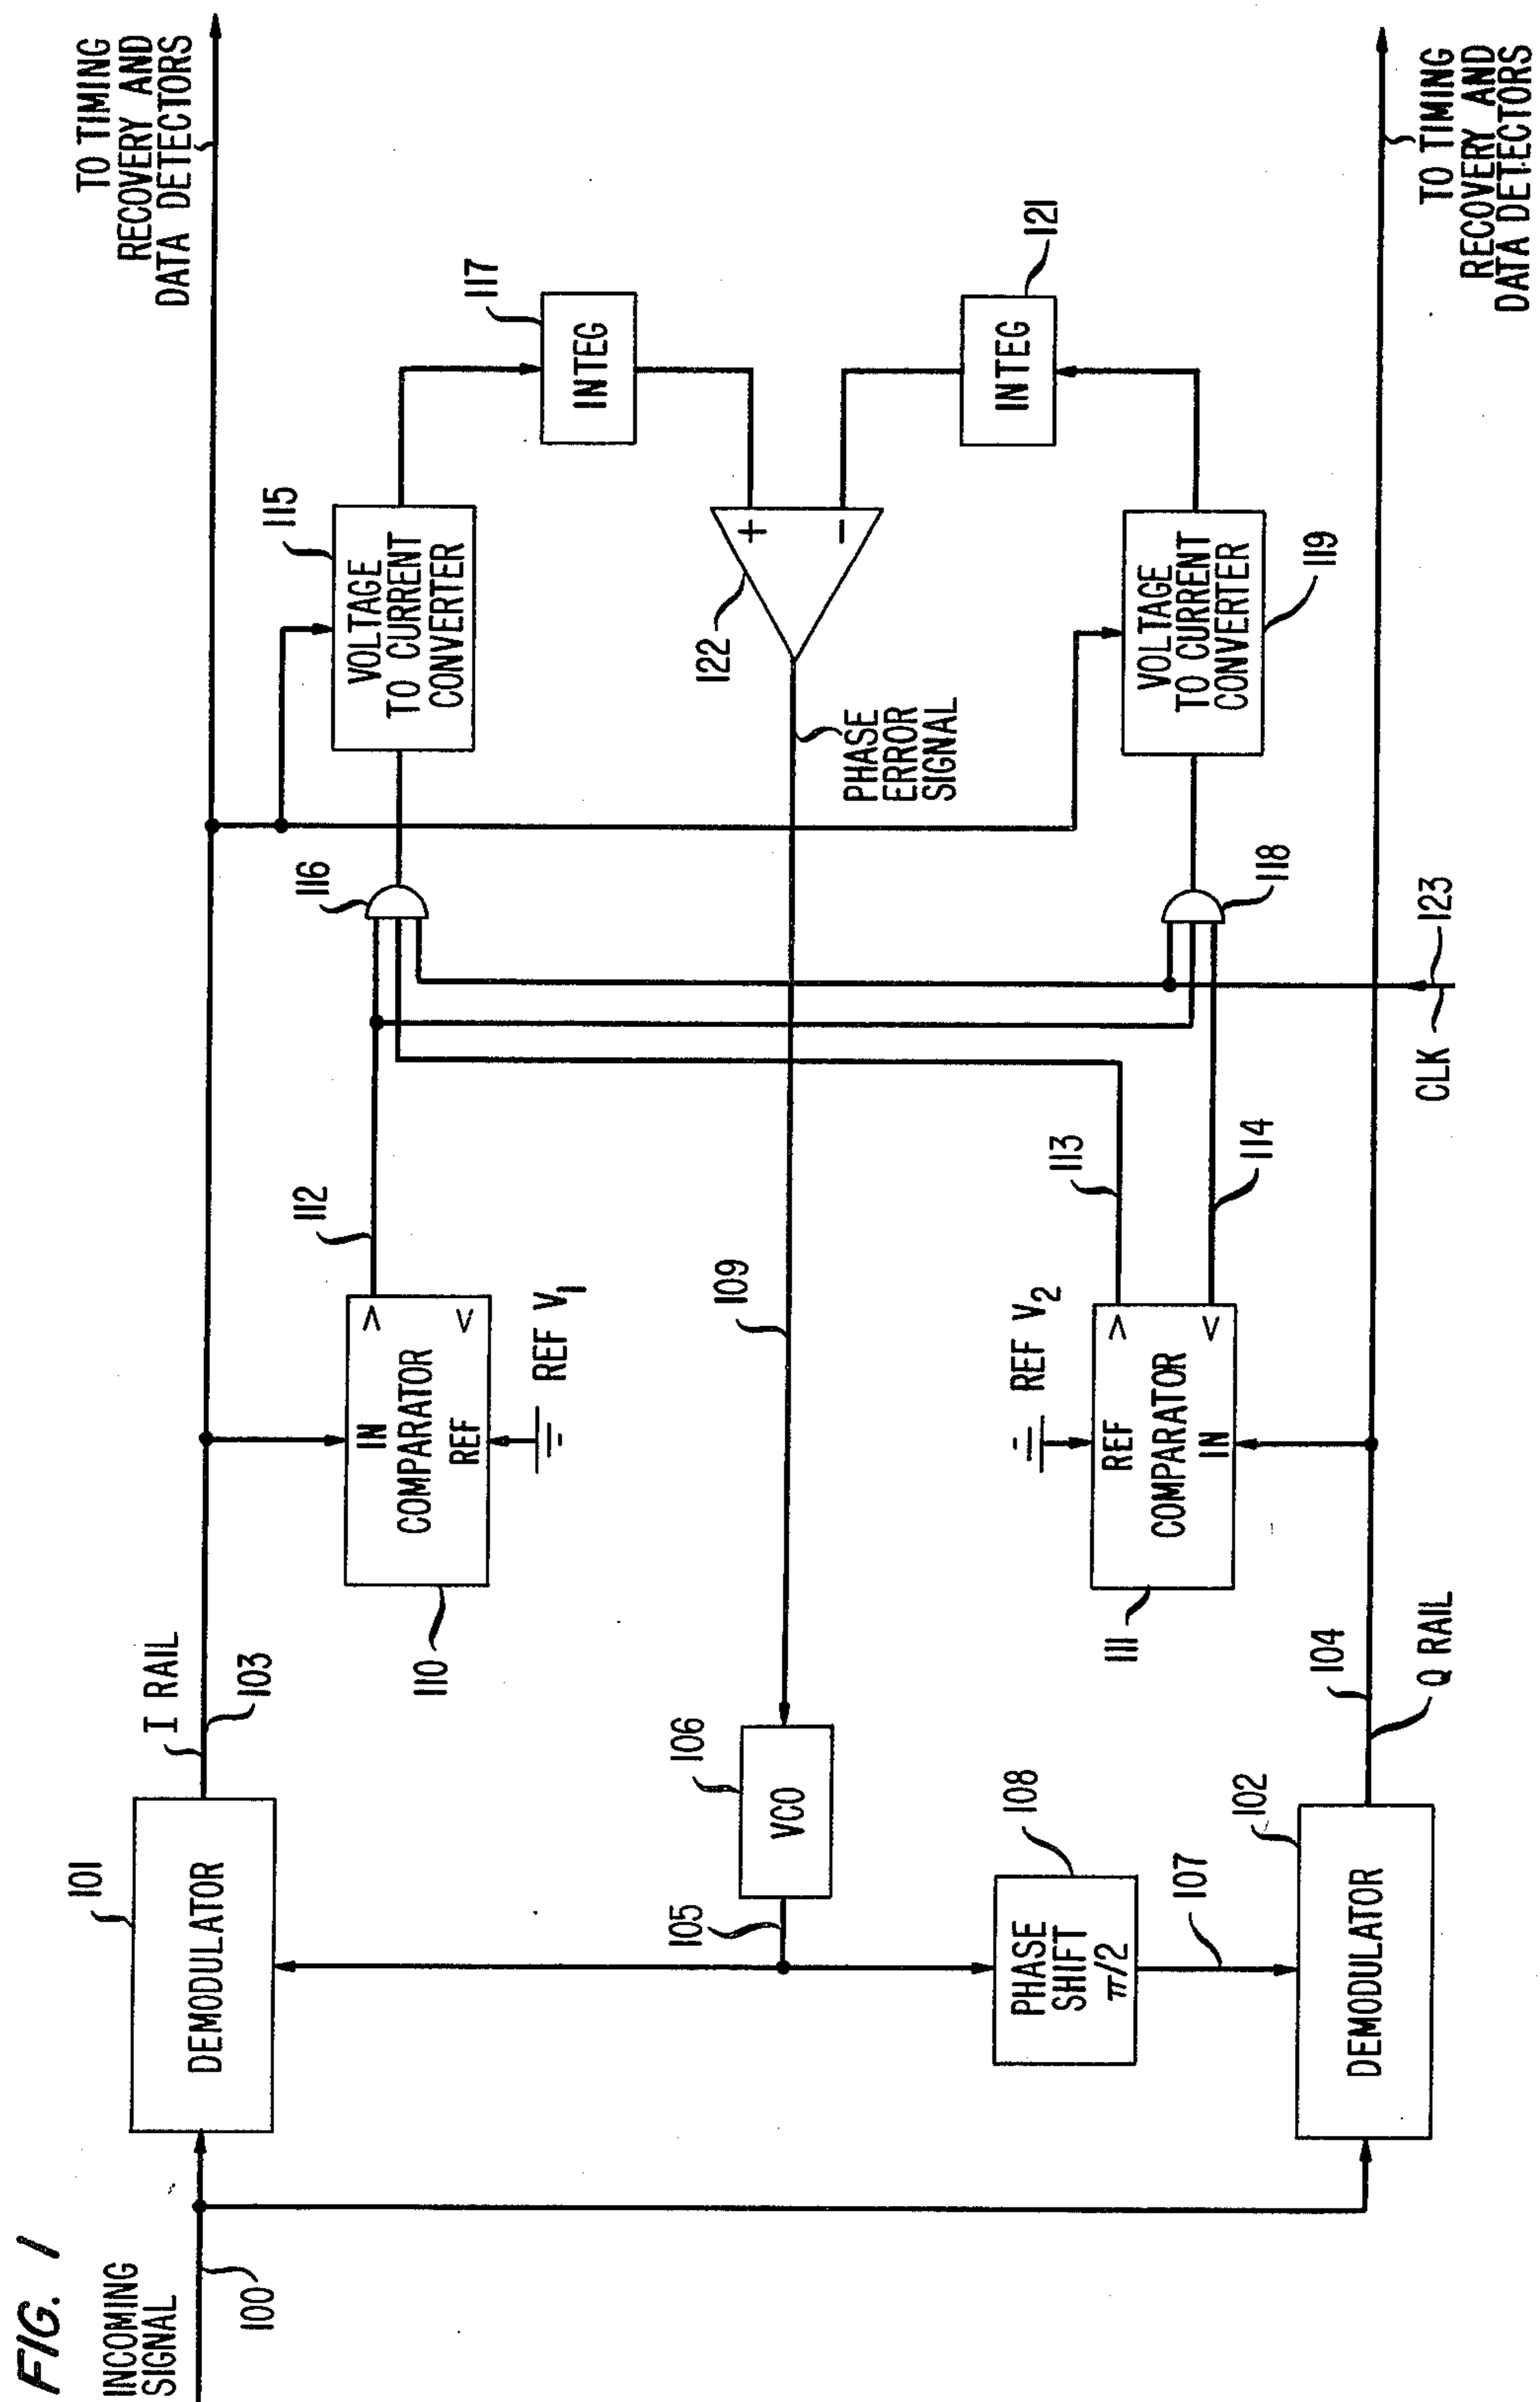 FIG. 1
INCOMING
SIGNAL
100
101
DEMODULATOR
I RAIL
103
TO TIMING
RECOVERY AND
DATA DETECTORS
110
IN
COMPARATOR
REF
>
<
REF V1
112
116
115
VOLTAGE
TO CURRENT
CONVERTER
117
INTEG
105
106
VCO
109
PHASE
ERROR
SIGNAL
122
+
-
108
PHASE
SHIFT
π/2
107
102
DEMODULATOR
104
Q RAIL
111
REF V2
REF
COMPARATOR
IN
>
<
113
114
118
CLK
123
VOLTAGE
TO CURRENT
CONVERTER
119
INTEG
121
TO TIMING
RECOVERY AND
DATA DETECTORS